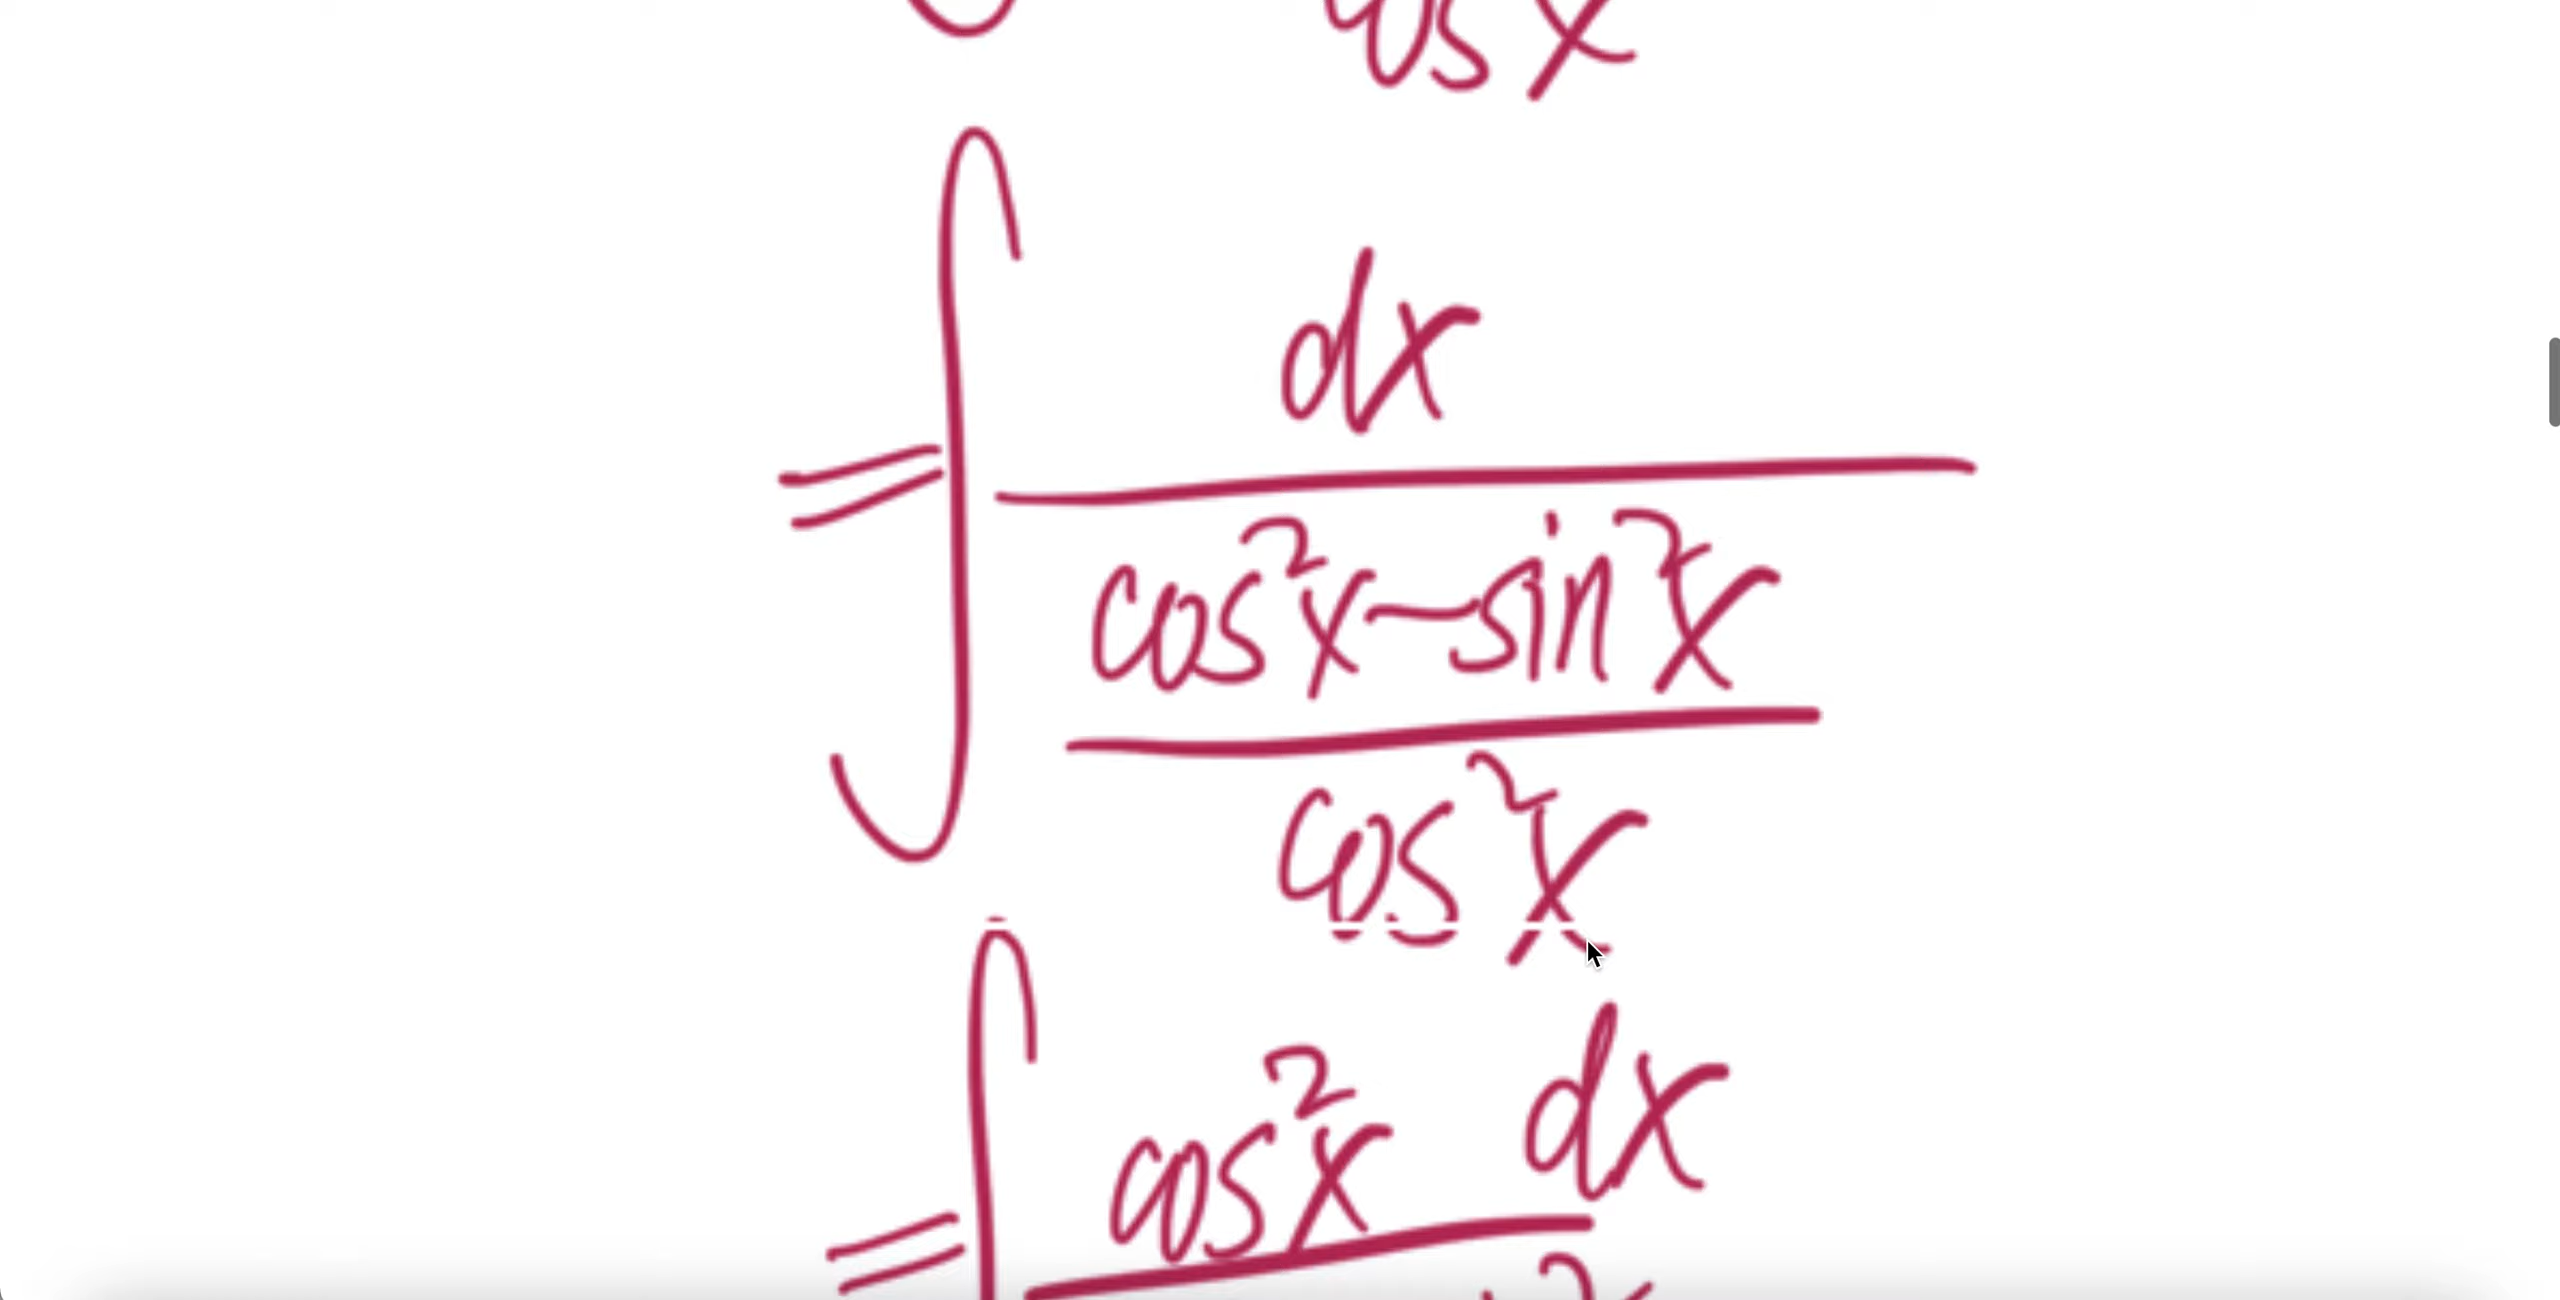 cos x
= ∫ dx
cos²x - sin²x
cos²x
= ∫ cos²x dx